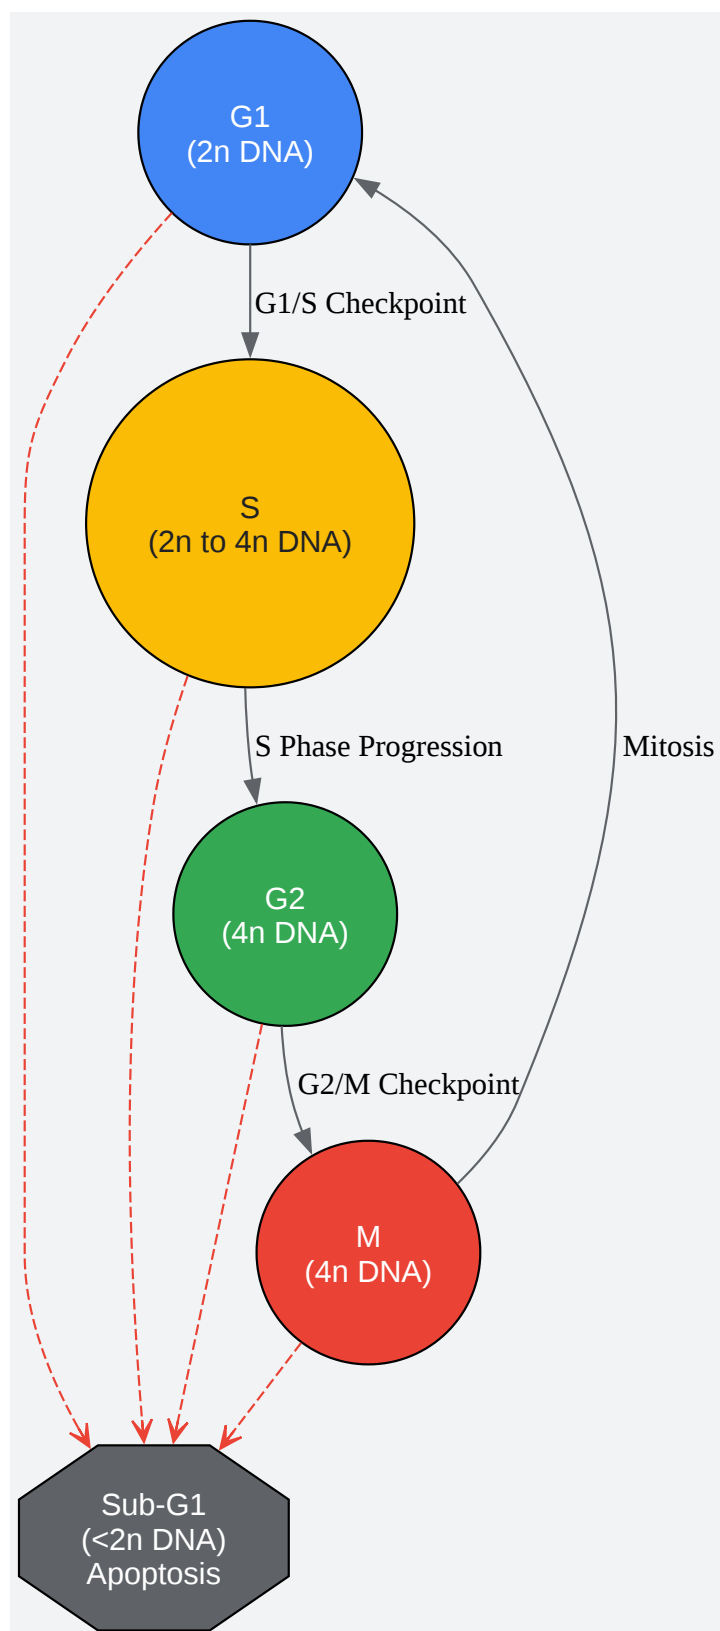 G1
(2n DNA)
G1/S Checkpoint
S
(2n to 4n DNA)
S Phase Progression
Mitosis
G2
(4n DNA)
G2/M Checkpoint
M
(4n DNA)
Sub-G1
(<2n DNA)
Apoptosis